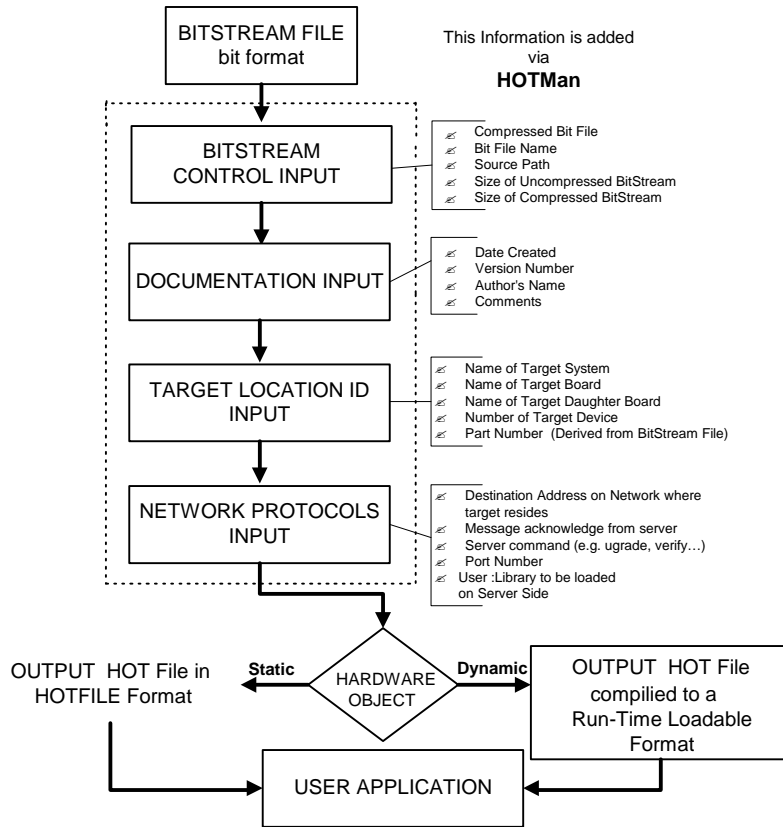 BITSTREAM FILE
bit format
This Information is added
via
HOTMan
BITSTREAM
CONTROL INPUT
Compressed Bit File
Bit File Name
Source Path
Size of Uncompressed BitStream
Size of Compressed BitStream
DOCUMENTATION INPUT
Date Created
Version Number
Author's Name
Comments
TARGET LOCATION ID
INPUT
Name of Target System
Name of Target Board
Name of Target Daughter Board
Number of Target Device
Part Number (Derived from BitStream File)
NETWORK PROTOCOLS
INPUT
Destination Address on Network where
target resides
Message acknowledge from server
Server command (e.g. ugrade, verify…)
Port Number
User :Library to be loaded
on Server Side
OUTPUT HOT File in
HOTFILE Format
Static
HARDWARE
OBJECT
Dynamic
OUTPUT HOT File
compilied to a
Run-Time Loadable
Format
USER APPLICATION